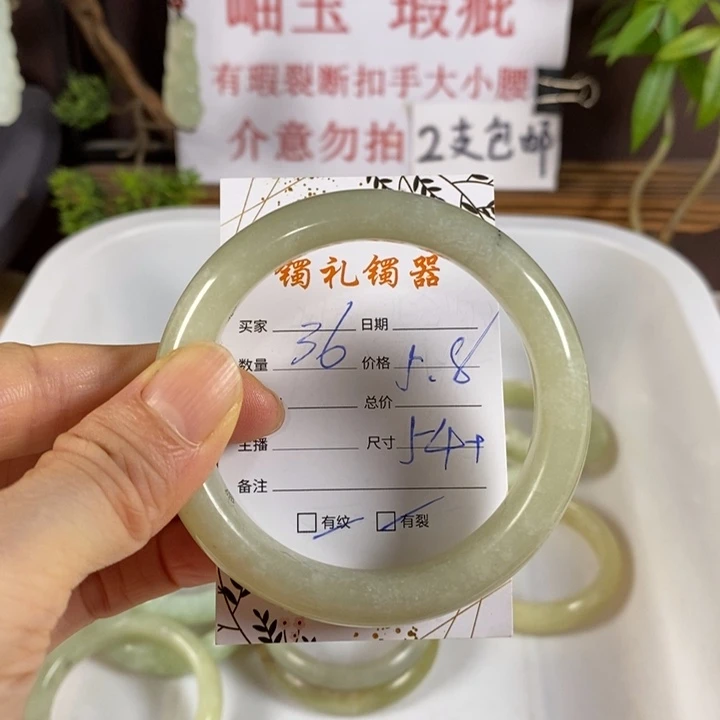 岫玉 瑕疵
有瑕裂断扣手大小腰
介意勿拍 2支包邮
镯礼镯器
买家 36 日期
数量 价格 5.8
总价
主播 尺寸 54+
备注
有纹 有裂